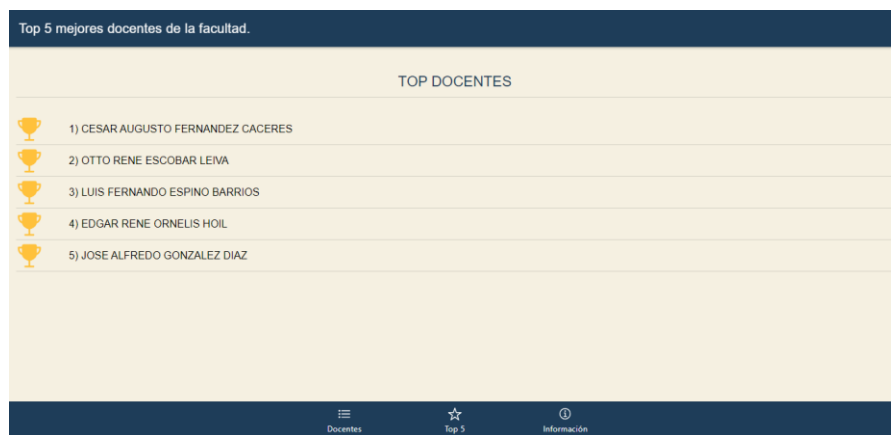 Top 5 mejores docentes de la facultad.
TOP DOCENTES
1) CESAR AUGUSTO FERNANDEZ CACERES
2) OTTO RENE ESCOBAR LEIVA
3) LUIS FERNANDO ESPINO BARRIOS
4) EDGAR RENE ORNELIS HOIL
5) JOSE ALFREDO GONZALEZ DIAZ
Docentes Top 5 Información